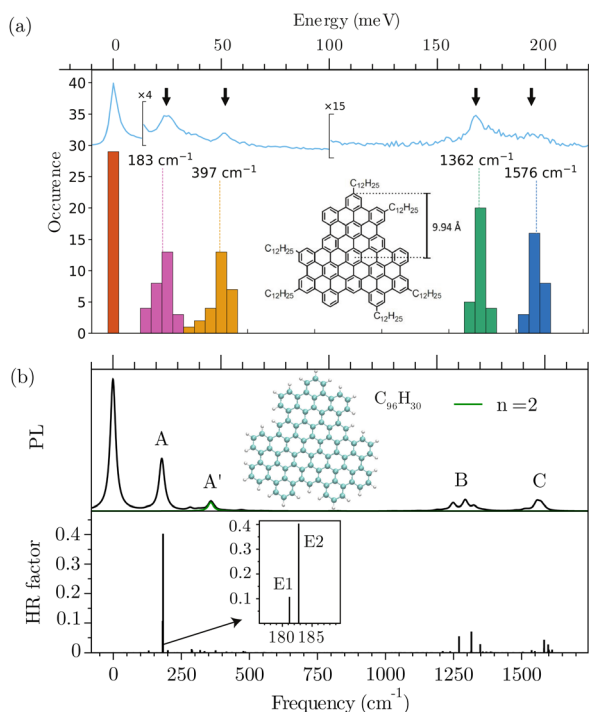 (a)
Energy (meV)
0 50 100 150 200
40
35
30
25
20
15
10
5
0
Occurence
×4
×15
183 cm⁻¹
397 cm⁻¹
1362 cm⁻¹
1576 cm⁻¹
C₁₂H₂₅
C₁₂H₂₅
C₁₂H₂₅
C₁₂H₂₅
C₁₂H₂₅
C₁₂H₂₅
9.94 Å
(b)
PL
A
A'
B
C
C₉₆H₃₀
n =2
HR factor
0.4
0.3
0.2
0.1
0
0.4
0.3
0.2
0.1
E1
E2
180 185
0 250 500 750 1000 1250 1500
Frequency (cm⁻¹)